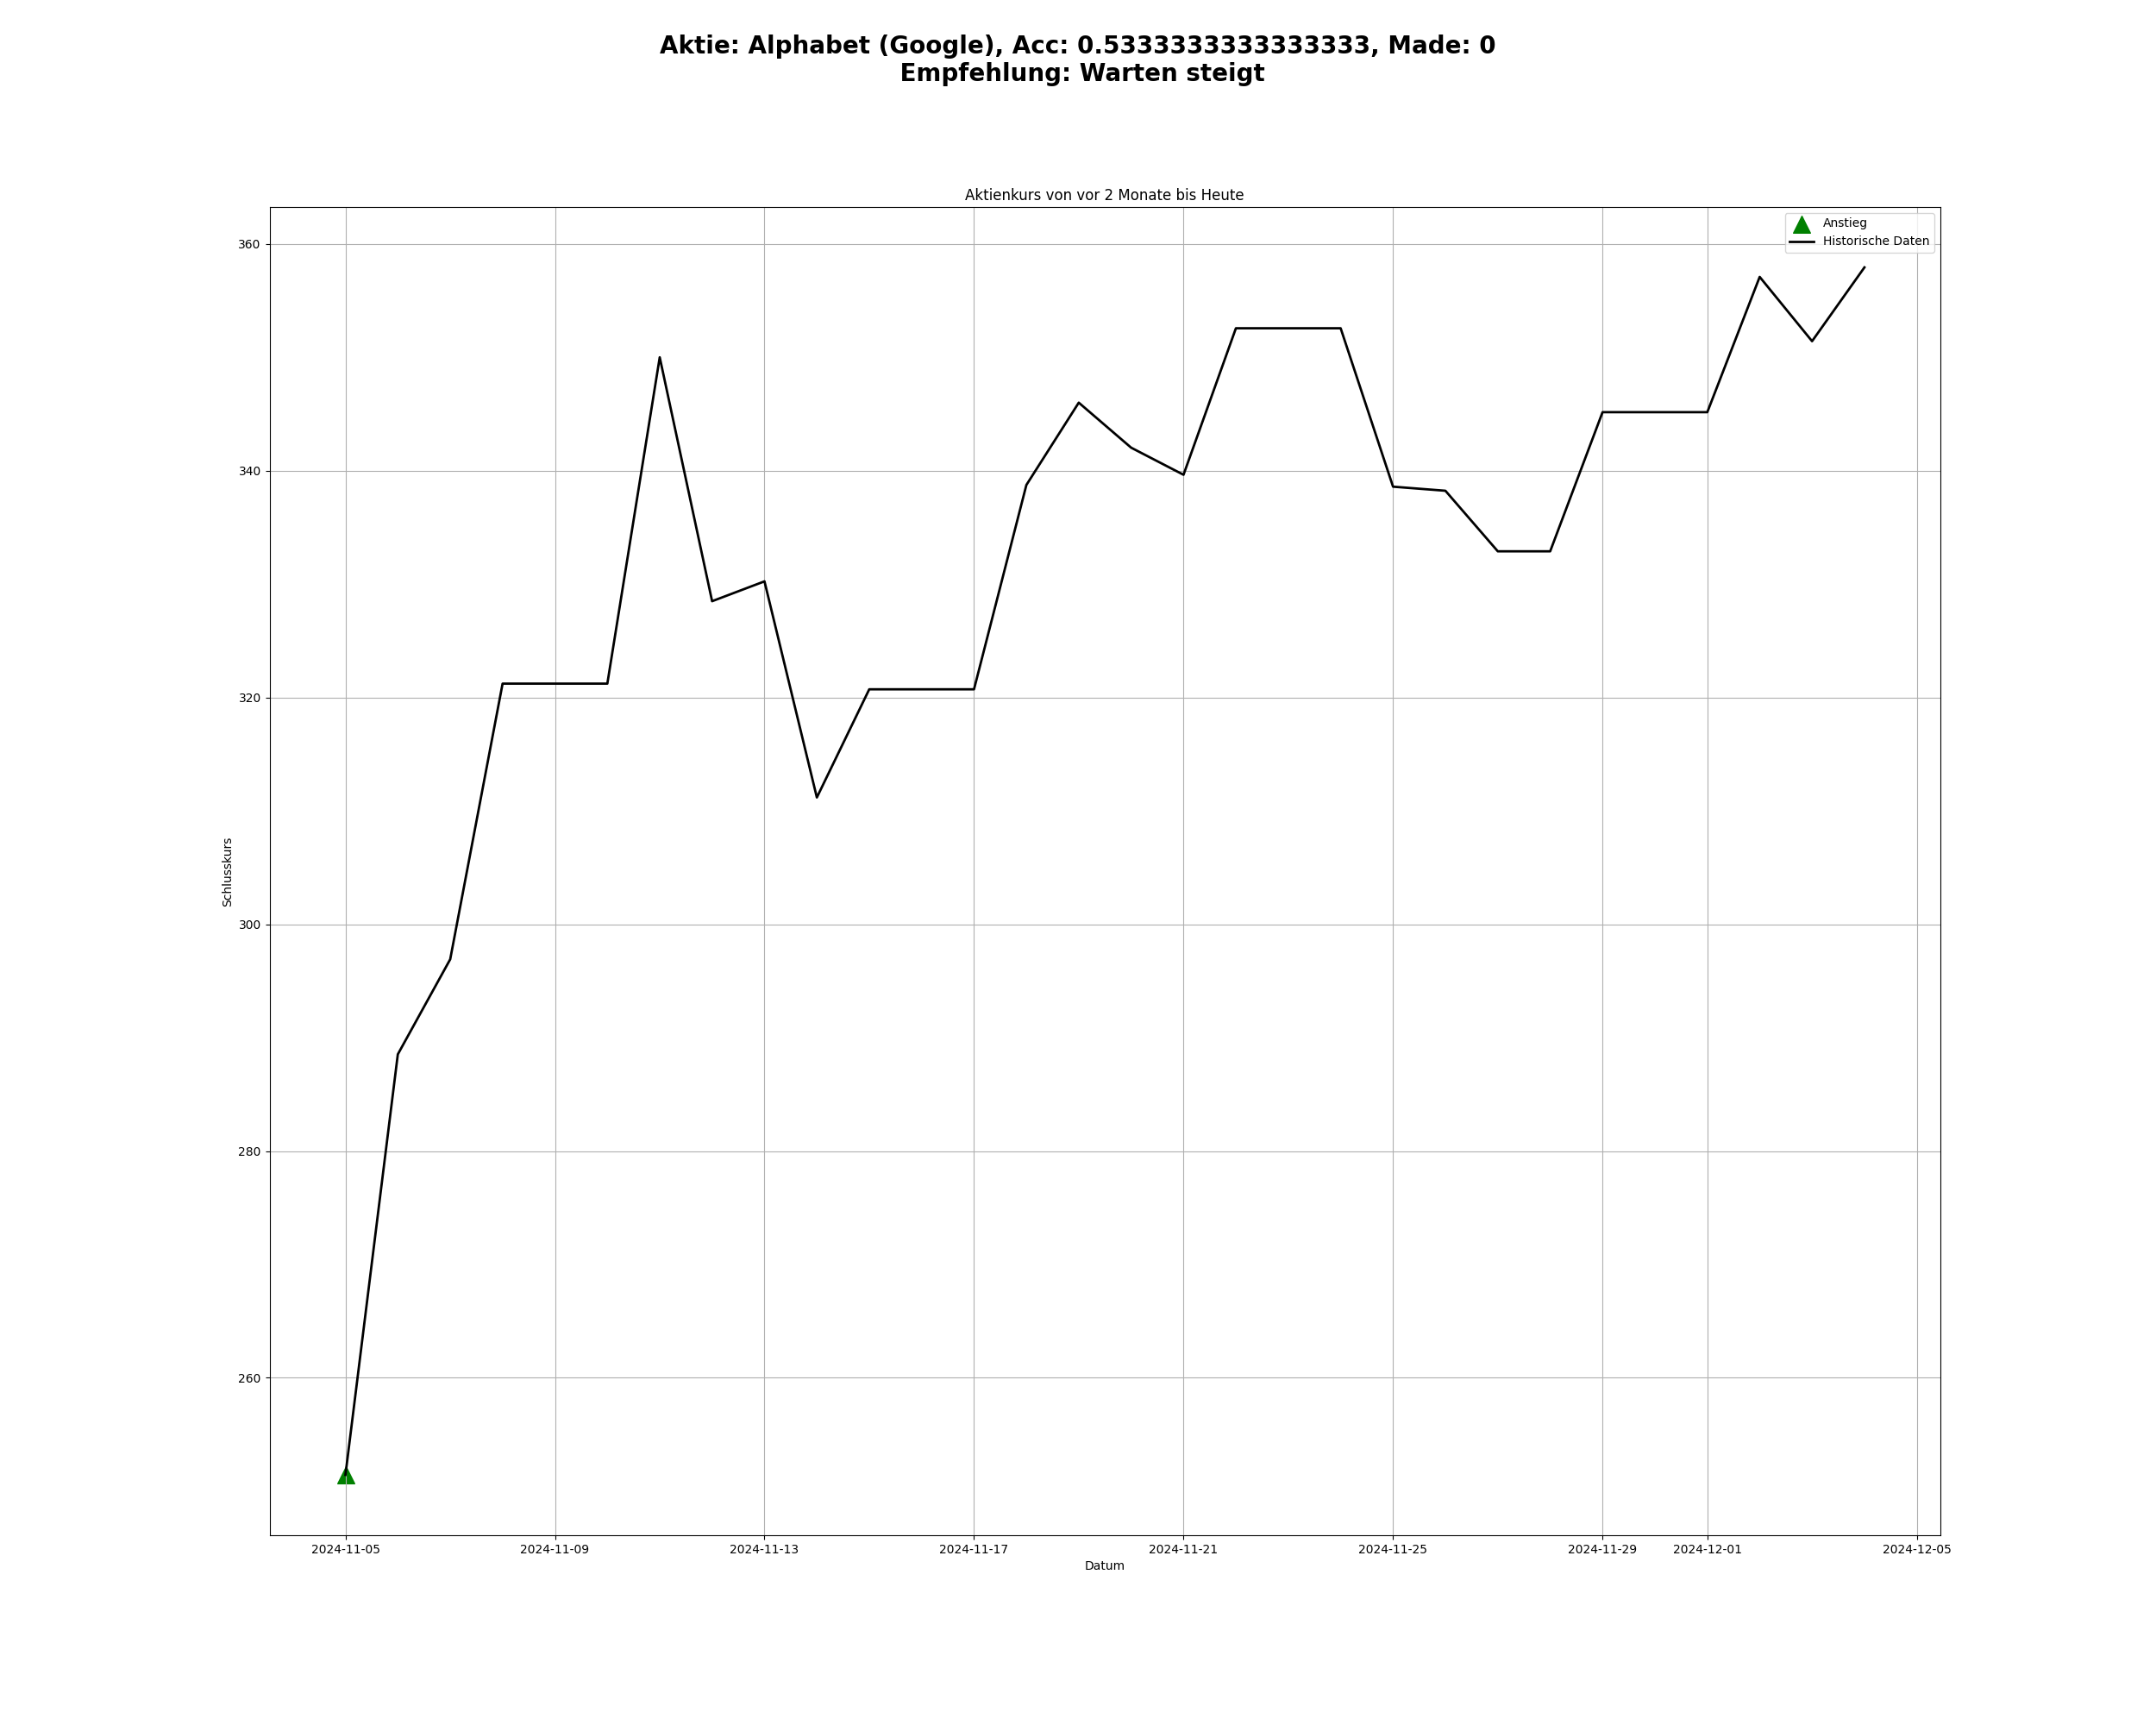 Aktie: Alphabet (Google), Acc: 0.5333333333333333, Made: 0
Empfehlung: Warten steigt
Aktienkurs von vor 2 Monate bis Heute
Anstieg
Historische Daten
360
340
320
300
280
260
Schlusskurs
2024-11-05
2024-11-09
2024-11-13
2024-11-17
2024-11-21
2024-11-25
2024-11-29
2024-12-01
2024-12-05
Datum